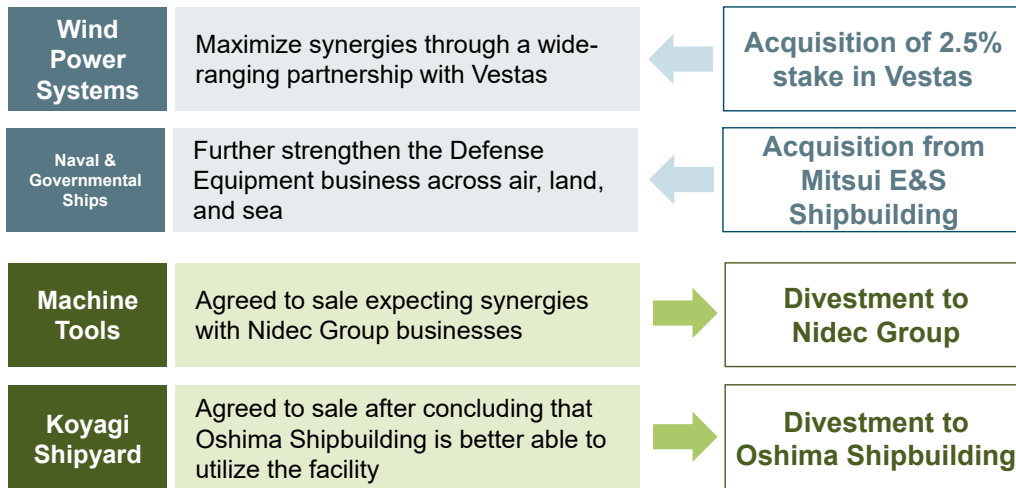 Wind
Power
Systems
Maximize synergies through a wide-
ranging partnership with Vestas
Acquisition of 2.5%
stake in Vestas
Naval &
Governmental
Ships
Further strengthen the Defense
Equipment business across air, land,
and sea
Acquisition from
Mitsui E&S
Shipbuilding
Machine
Tools
Agreed to sale expecting synergies
with Nidec Group businesses
Divestment to
Nidec Group
Koyagi
Shipyard
Agreed to sale after concluding that
Oshima Shipbuilding is better able to
utilize the facility
Divestment to
Oshima Shipbuilding